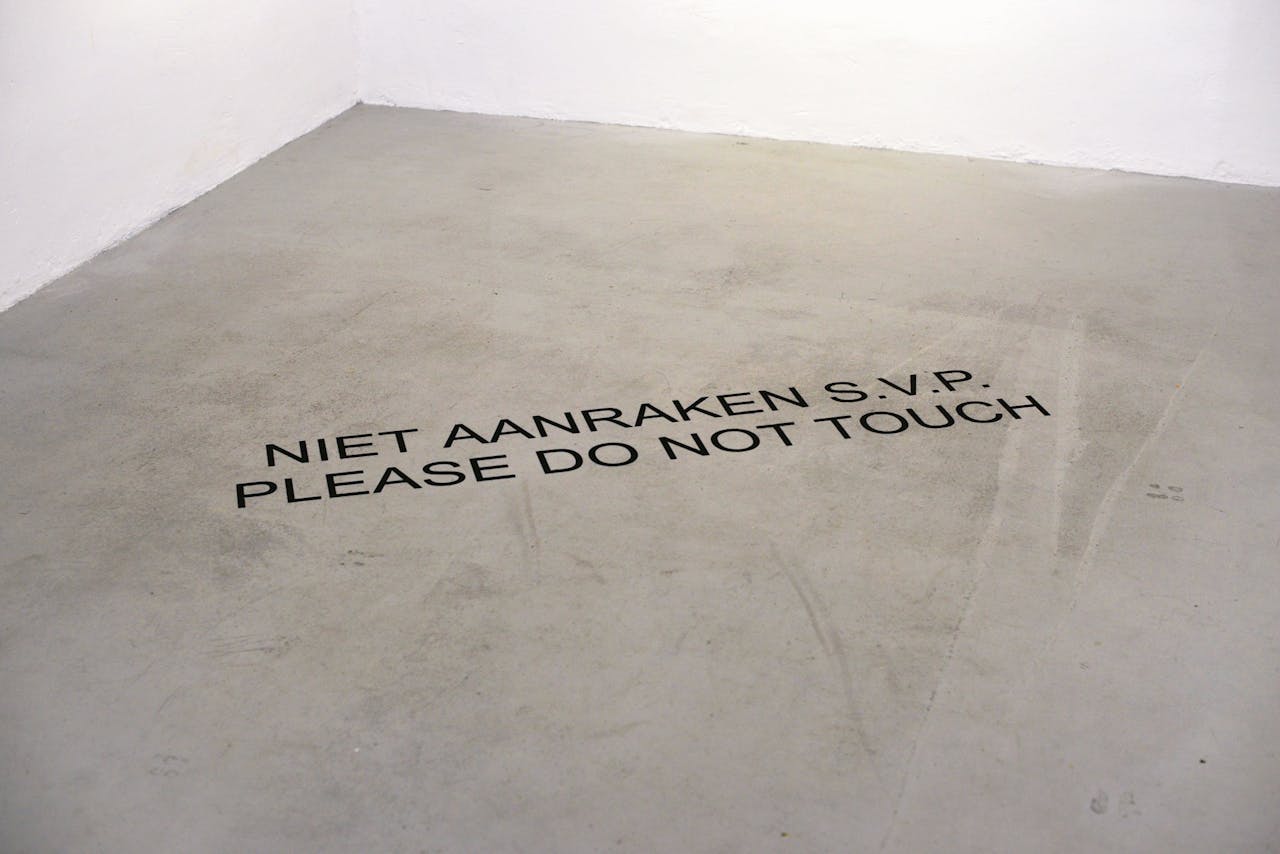 NIET AANRAKEN S.V.P.
PLEASE DO NOT TOUCH